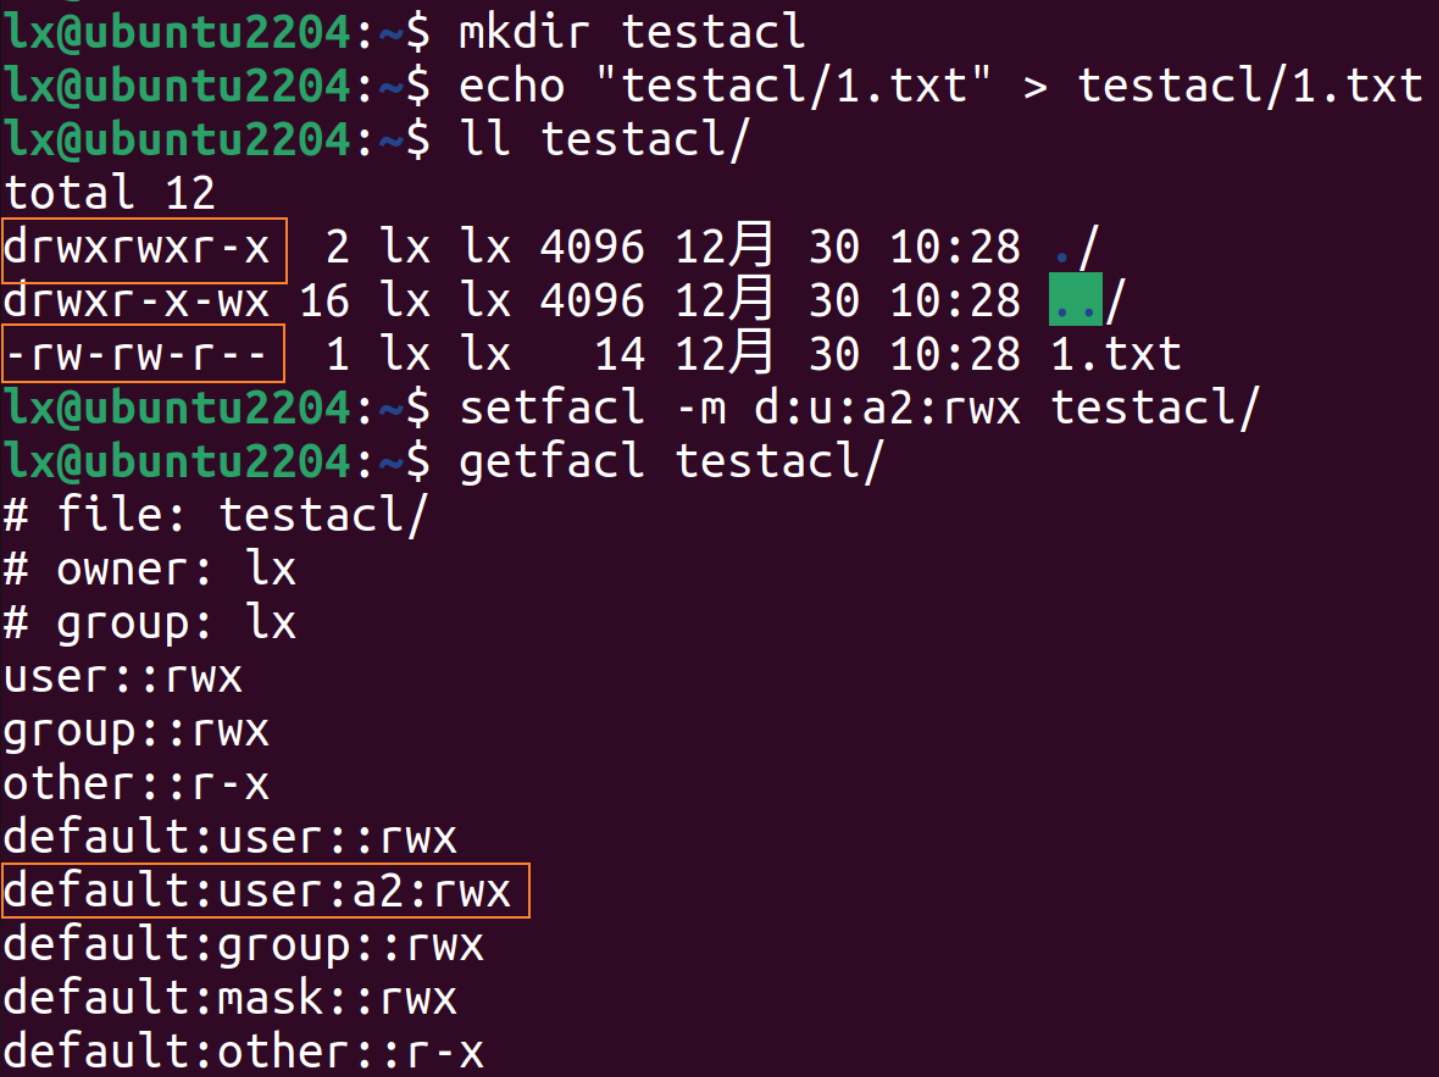 lx@ubuntu2204:~$ mkdir testacl
lx@ubuntu2204:~$ echo "testacl/1.txt" > testacl/1.txt
lx@ubuntu2204:~$ ll testacl/
total 12
drwxrwxr-x  2 lx lx 4096 12月 30 10:28 ./
drwxr-x-wx 16 lx lx 4096 12月 30 10:28 ../
-rw-rw-r--  1 lx lx   14 12月 30 10:28 1.txt
lx@ubuntu2204:~$ setfacl -m d:u:a2:rwx testacl/
lx@ubuntu2204:~$ getfacl testacl/
# file: testacl/
# owner: lx
# group: lx
user::rwx
group::rwx
other::r-x
default:user::rwx
default:user:a2:rwx
default:group::rwx
default:mask::rwx
default:other::r-x